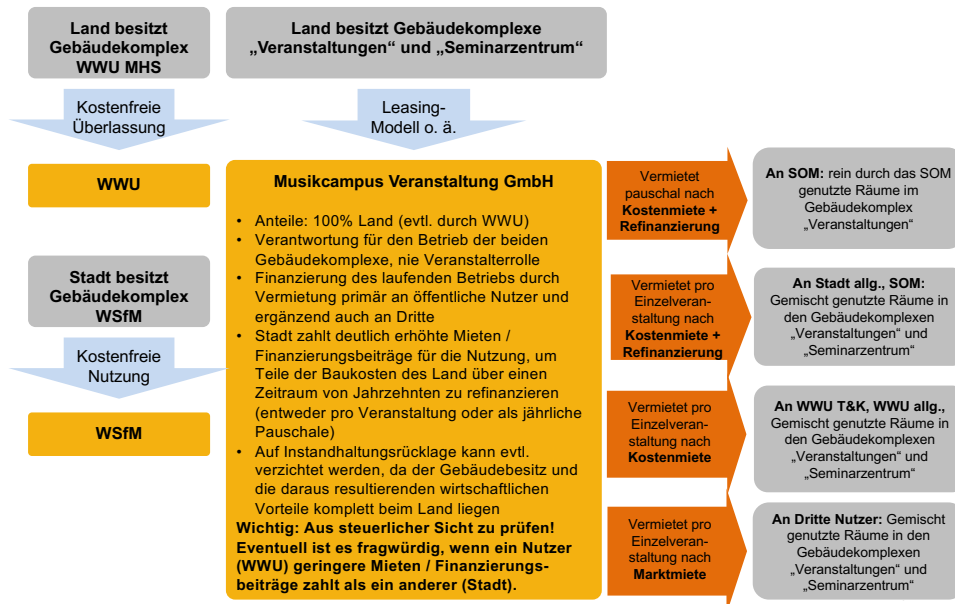 Land besitzt
Gebäudekomplex
WWU MHS
Kostenfreie
Überlassung
WWU
Stadt besitzt
Gebäudekomplex
WSfM
Kostenfreie
Nutzung
WSfM
Land besitzt Gebäudekomplexe
„Veranstaltungen“ und „Seminarzentrum“
Leasing-
Modell o. ä.
Musikcampus Veranstaltung GmbH
• Anteile: 100% Land (evtl. durch WWU)
• Verantwortung für den Betrieb der beiden
Gebäudekomplexe, nie Veranstalterrolle
• Finanzierung des laufenden Betriebs durch
Vermietung primär an öffentliche Nutzer und
ergänzend auch an Dritte
• Stadt zahlt deutlich erhöhte Mieten /
Finanzierungsbeiträge für die Nutzung, um
Teile der Baukosten des Land über einen
Zeitraum von Jahrzehnten zu refinanzieren
(entweder pro Veranstaltung oder als jährliche
Pauschale)
• Auf Instandhaltungsrücklage kann evtl.
verzichtet werden, da der Gebäudebesitz und
die daraus resultierenden wirtschaftlichen
Vorteile komplett beim Land liegen
Wichtig: Aus steuerlicher Sicht zu prüfen!
Eventuell ist es fragwürdig, wenn ein Nutzer
(WWU) geringere Mieten / Finanzierungs-
beiträge zahlt als ein anderer (Stadt).
Vermietet
pauschal nach
Kostenmiete +
Refinanzierung
An SOM: rein durch das SOM
genutzte Räume im
Gebäudekomplex
„Veranstaltungen“
Vermietet pro
Einzelveran-
staltung nach
Kostenmiete +
Refinanzierung
An Stadt allg., SOM:
Gemischt genutzte Räume in
den Gebäudekomplexen
„Veranstaltungen“ und
„Seminarzentrum“
Vermietet pro
Einzelveran-
staltung nach
Kostenmiete
An WWU T&K, WWU allg.,
Gemischt genutzte Räume in
den Gebäudekomplexen
„Veranstaltungen“ und
„Seminarzentrum“
Vermietet pro
Einzelveran-
staltung nach
Marktmiete
An Dritte Nutzer: Gemischt
genutzte Räume in den
Gebäudekomplexen
„Veranstaltungen“ und
„Seminarzentrum“